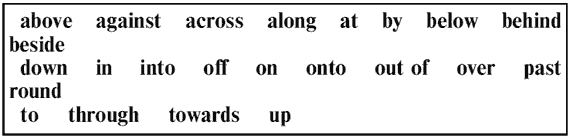 above against across along at by below behind
beside
down in into off on onto out of over past
round
to through towards up